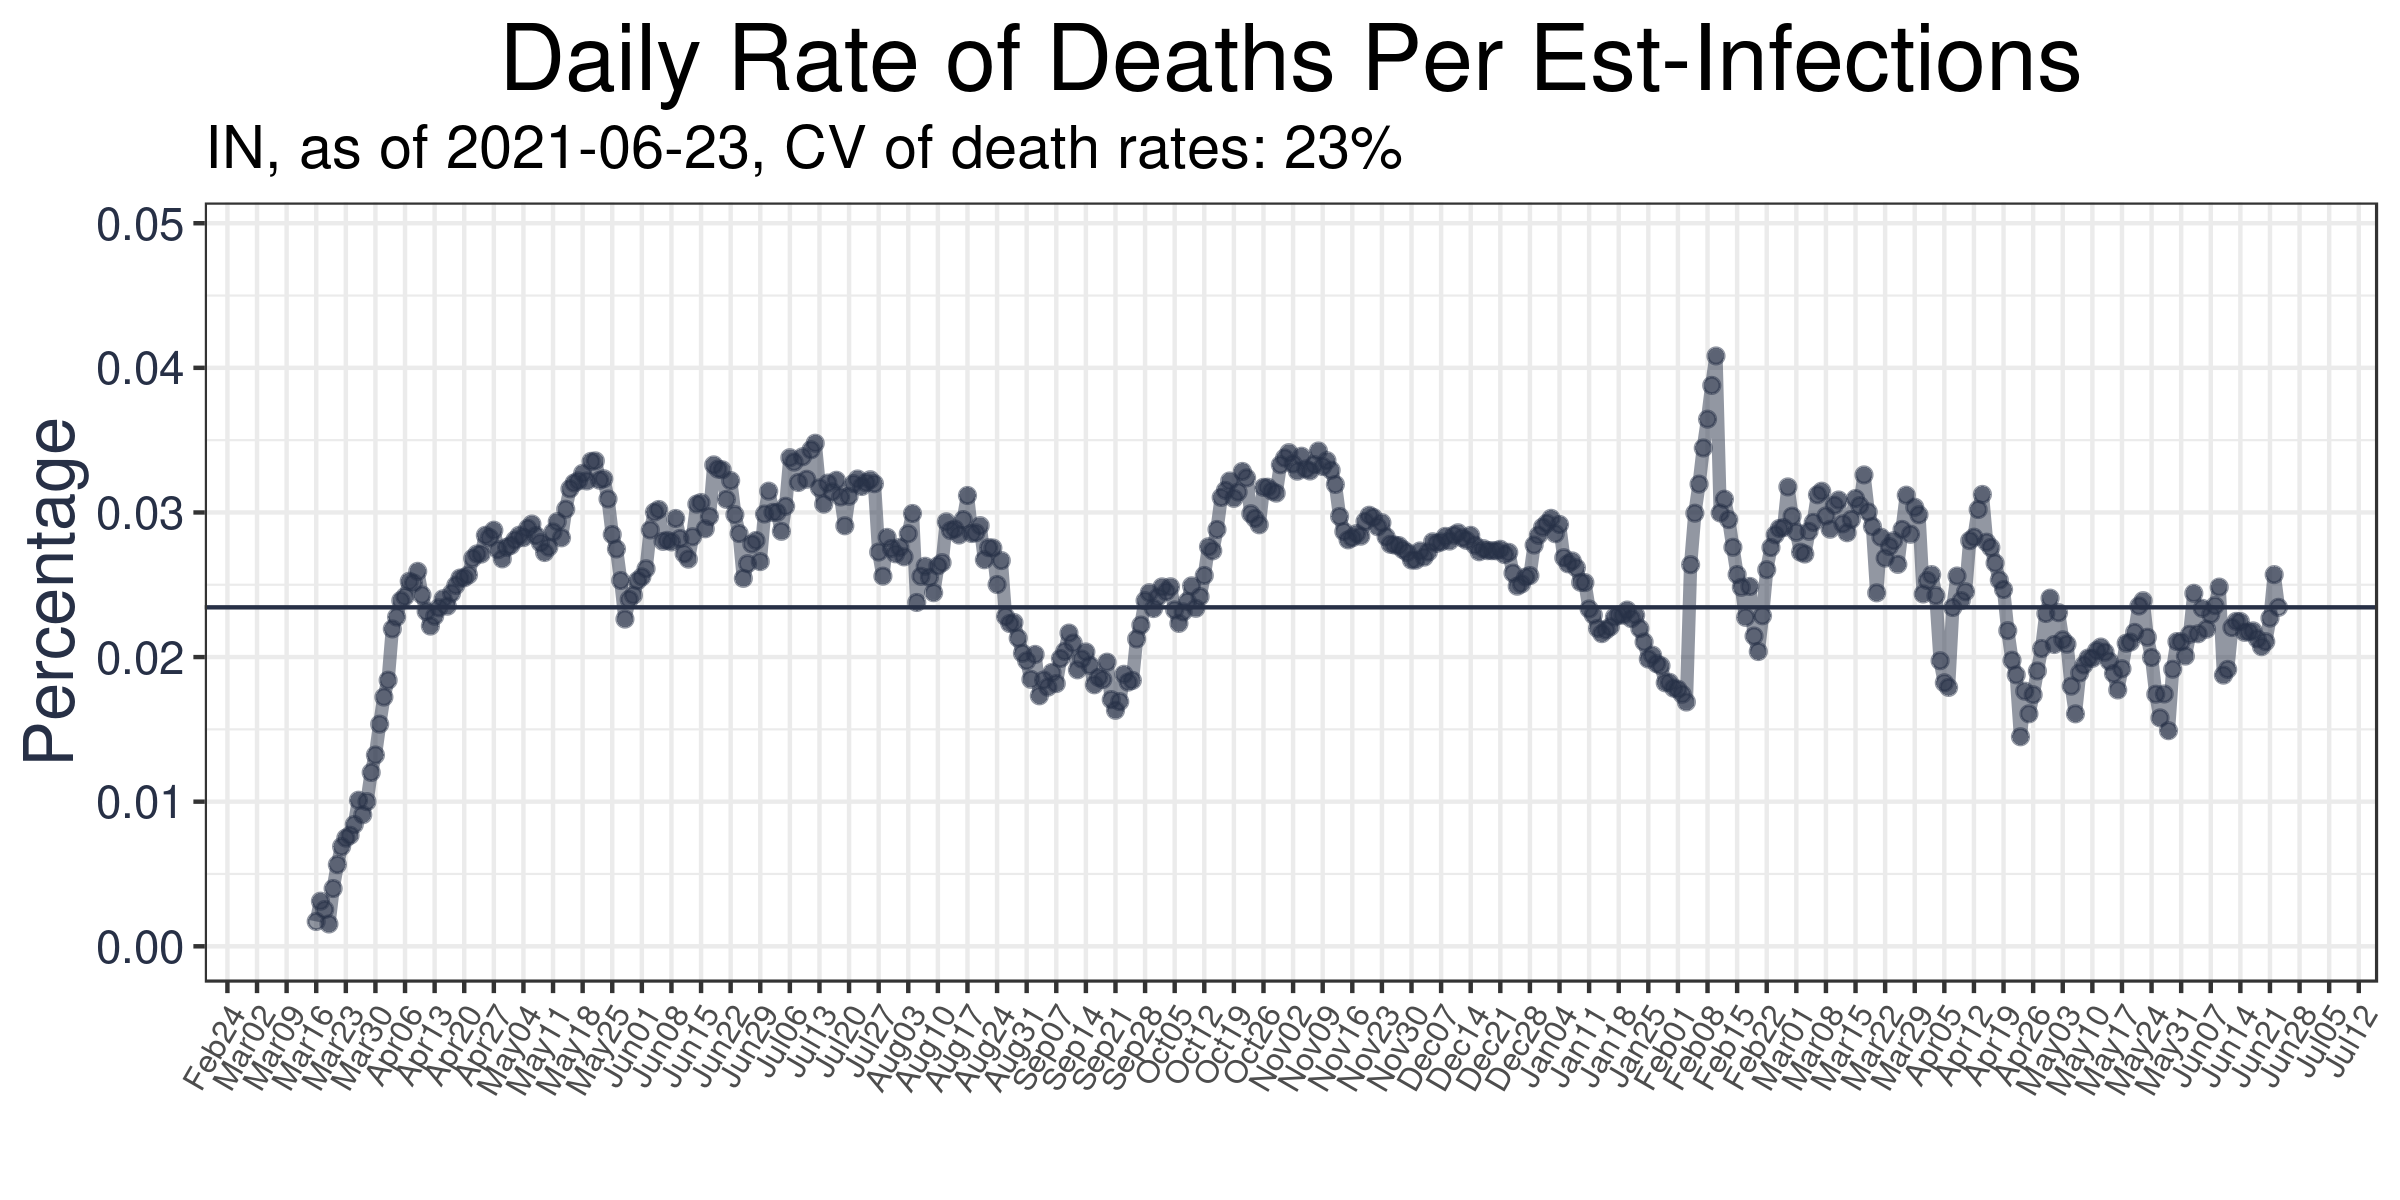 Daily Rate of Deaths Per Est-Infections
IN, as of 2021-06-23, CV of death rates: 23%
Percentage
0.05
0.04
0.03
0.02
0.01
0.00
Feb24
Mar02
Mar09
Mar16
Mar23
Mar30
Apr06
Apr13
Apr20
Apr27
May04
May11
May18
May25
Jun01
Jun08
Jun15
Jun22
Jun29
Jul06
Jul13
Jul20
Jul27
Aug03
Aug10
Aug17
Aug24
Aug31
Sep07
Sep14
Sep21
Sep28
Oct05
Oct12
Oct19
Oct26
Nov02
Nov09
Nov16
Nov23
Nov30
Dec07
Dec14
Dec21
Dec28
Jan04
Jan11
Jan18
Jan25
Feb01
Feb08
Feb15
Feb22
Mar01
Mar08
Mar15
Mar22
Mar29
Apr05
Apr12
Apr19
Apr26
May03
May10
May17
May24
May31
Jun07
Jun14
Jun21
Jun28
Jul05
Jul12